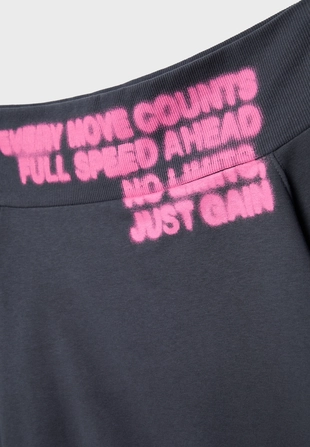 EVERY MOVE COUNTS
FULL SPEED AHEAD
NO LIMITS,
JUST GAIN